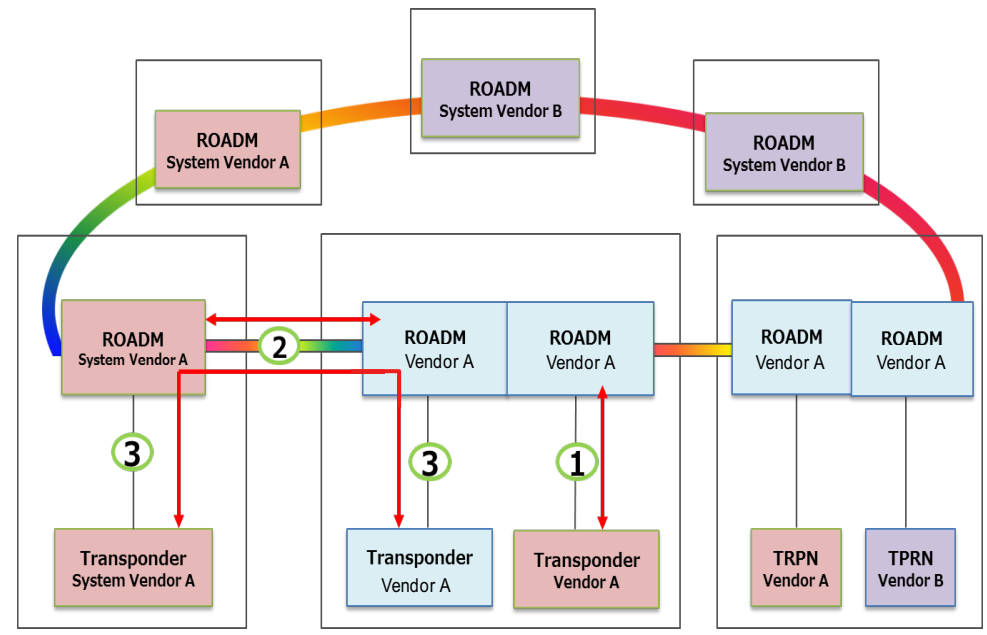 ROADM
System Vendor B
ROADM
System Vendor A
ROADM
System Vendor B
ROADM
System Vendor A
2
ROADM
Vendor A
ROADM
Vendor A
ROADM
Vendor A
ROADM
Vendor A
3
3
1
Transponder
System Vendor A
Transponder
Vendor A
Transponder
Vendor A
TRPN
Vendor A
TPRN
Vendor B